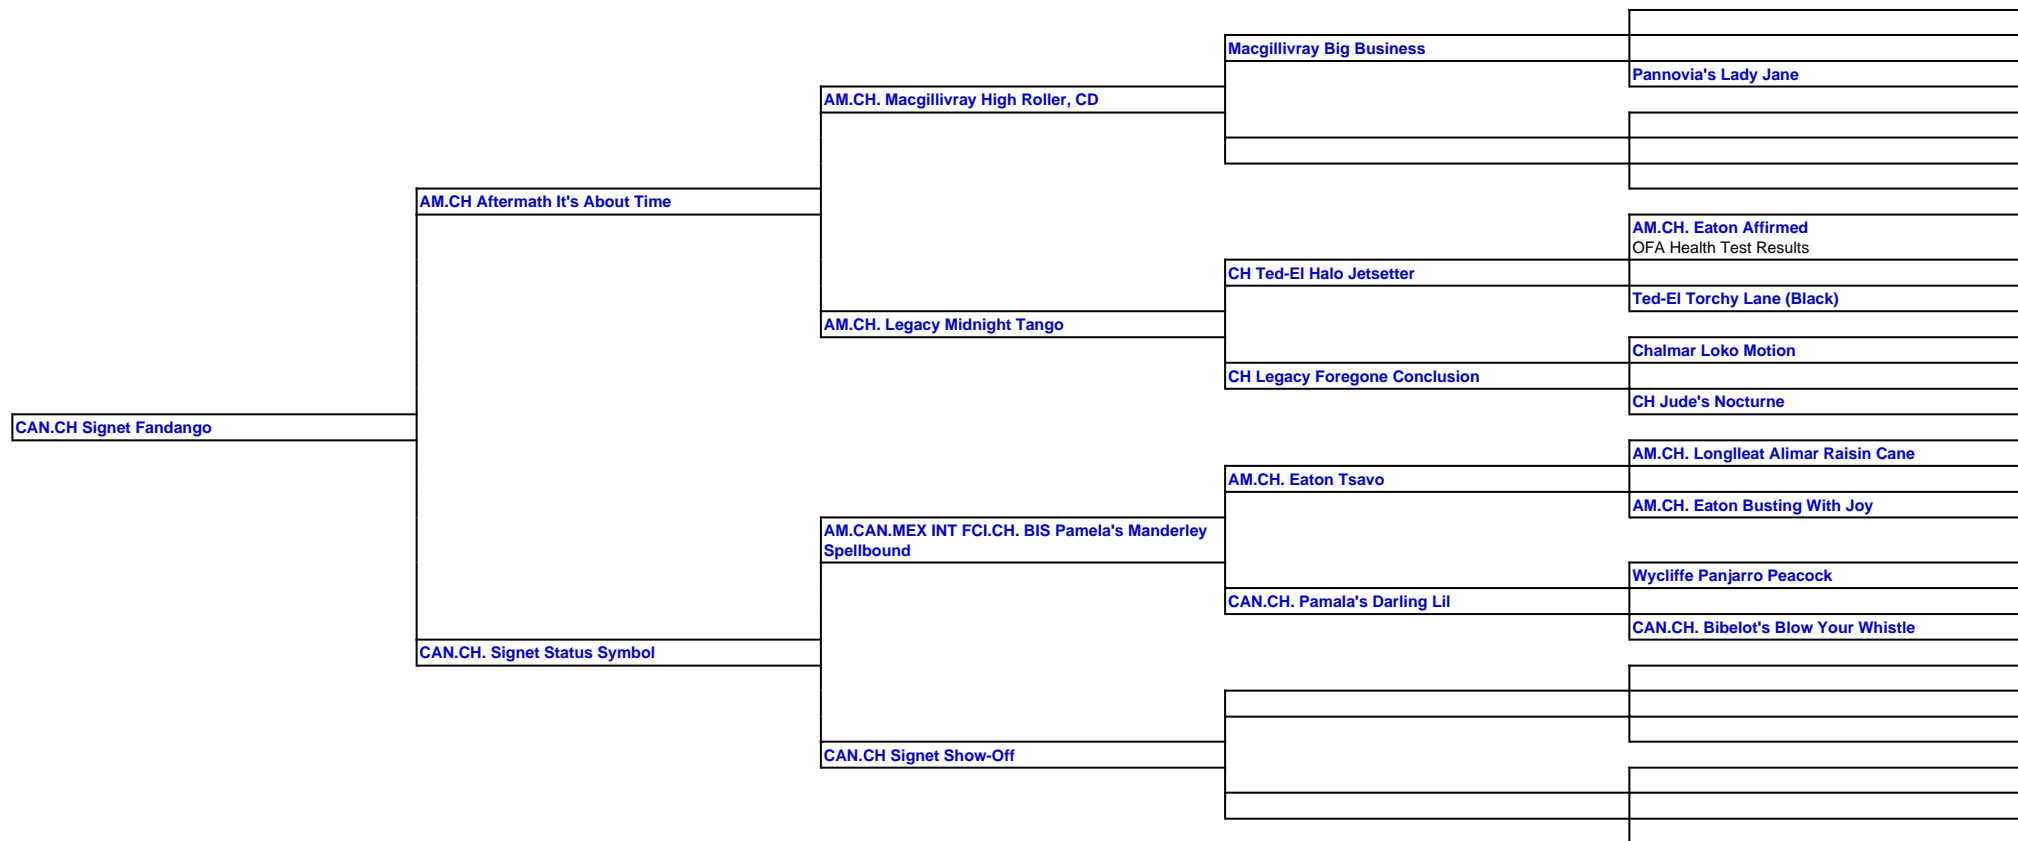 Macgillivray Big Business
Pannovia's Lady Jane
AM.CH. Macgillivray High Roller, CD
AM.CH Aftermath It's About Time
AM.CH. Eaton Affirmed
OFA Health Test Results
CH Ted-El Halo Jetsetter
Ted-El Torchy Lane (Black)
AM.CH. Legacy Midnight Tango
Chalmar Loko Motion
CH Legacy Foregone Conclusion
CH Jude's Nocturne
CAN.CH Signet Fandango
AM.CH. Longlleat Alimar Raisin Cane
AM.CH. Eaton Tsavo
AM.CH. Eaton Busting With Joy
AM.CAN.MEX INT FCI.CH. BIS Pamela's Manderley
Spellbound
Wycliffe Panjarro Peacock
CAN.CH. Pamala's Darling Lil
CAN.CH. Bibelot's Blow Your Whistle
CAN.CH. Signet Status Symbol
CAN.CH Signet Show-Off